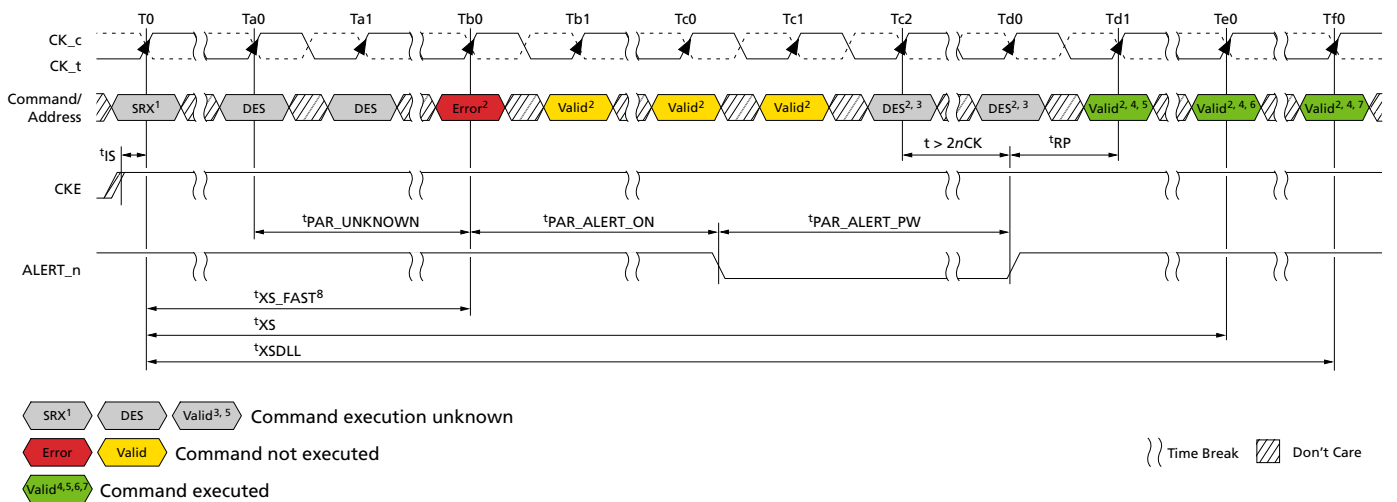 T0 Ta0 Ta1 Tb0 Tb1 Tc0 Tc1 Tc2 Td0 Td1 Te0 Tf0
CK_c
CK_t
Command/
Address
SRX¹ DES DES Error² Valid² Valid² Valid² DES²,³ DES²,³ Valid²,⁴,⁵ Valid²,⁴,⁶ Valid²,⁴,⁷
tIS
t > 2nCK
tRP
CKE
tPAR_UNKNOWN tPAR_ALERT_ON tPAR_ALERT_PW
ALERT_n
tXS_FAST⁸
tXS
tXSDLL
SRX¹ DES Valid³,⁵ Command execution unknown
Error Valid Command not executed
Valid⁴,⁵,⁶,⁷ Command executed
Time Break Don't Care